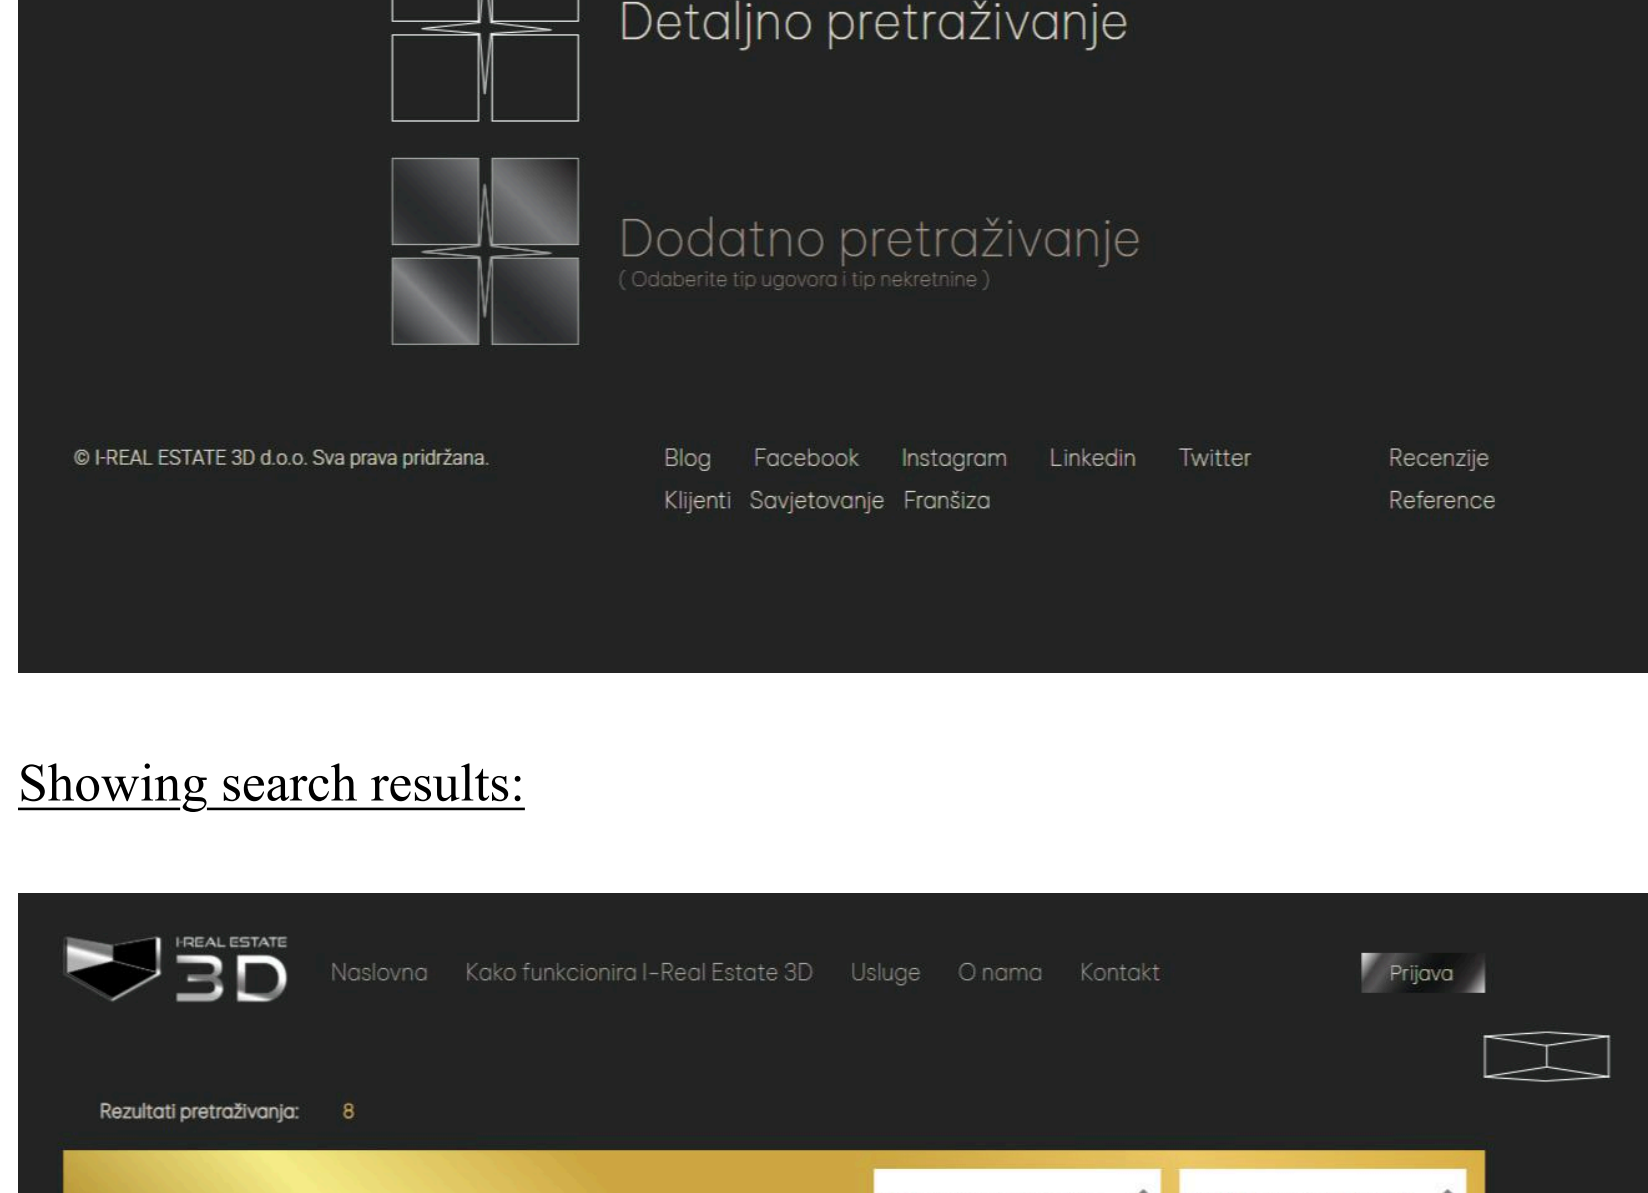 Detaljno pretraživanje
Dodatno pretraživanje
( Odaberite tip ugovora i tip nekretnine )
© I-REAL ESTATE 3D d.o.o. Sva prava pridržana.
Blog Facebook Instagram Linkedin Twitter Recenzije
Klijenti Savjetovanje Franšiza Reference
Showing search results:
I-REAL ESTATE
3D
Naslovna Kako funkcionira I-Real Estate 3D Usluge O nama Kontakt Prijava
Rezultati pretraživanja: 8